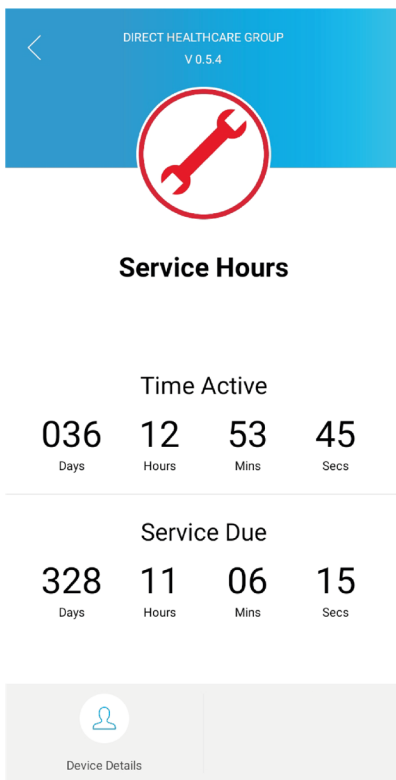 DIRECT HEALTHCARE GROUP
V 0.5.4
Service Hours
Time Active
036 12 53 45
Days Hours Mins Secs
Service Due
328 11 06 15
Days Hours Mins Secs
Device Details